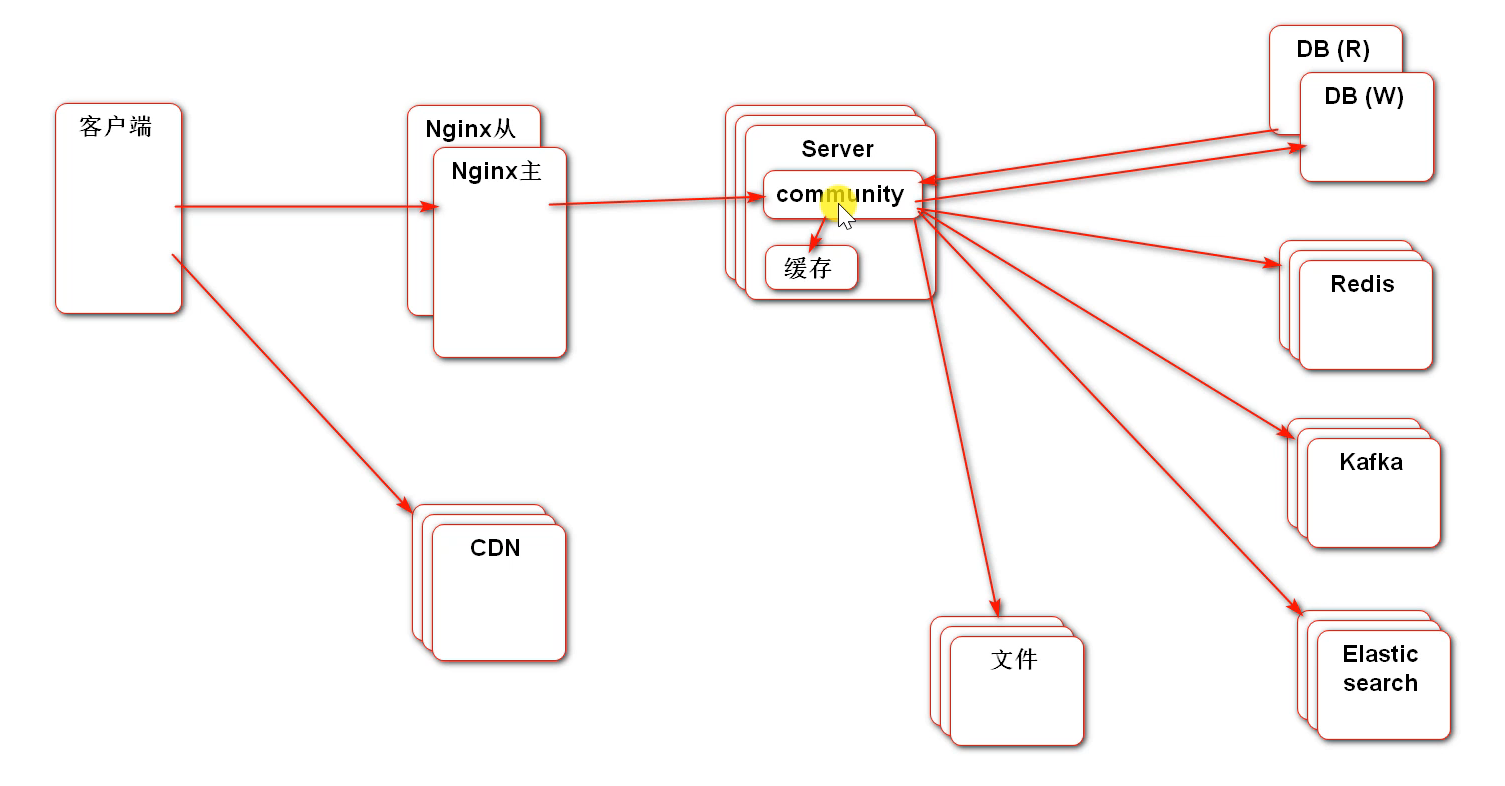 客户端
Nginx从
Nginx主
Server
community
缓存
DB (R)
DB (W)
Redis
Kafka
Elastic
search
文件
CDN